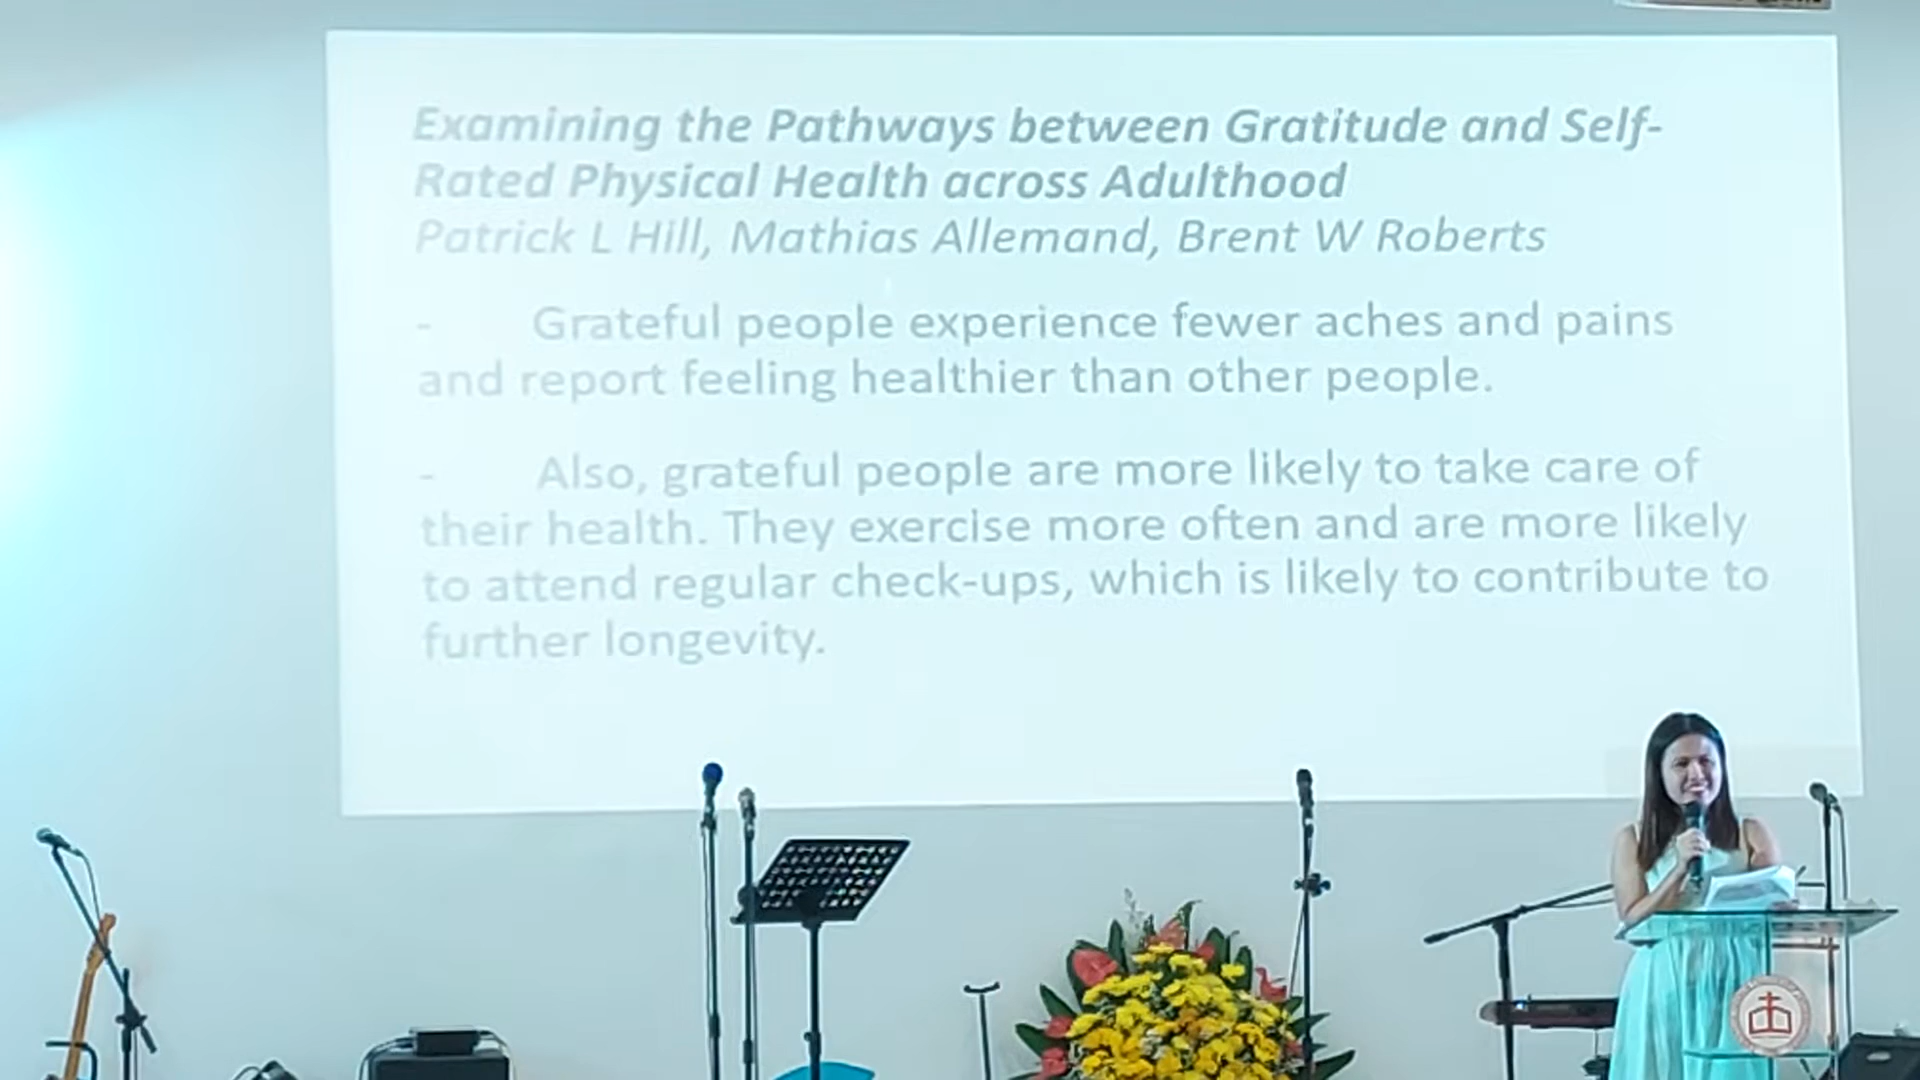 Examining the Pathways between Gratitude and Self-
Rated Physical Health across Adulthood
Patrick L Hill, Mathias Allemand, Brent W Roberts
- Grateful people experience fewer aches and pains
and report feeling healthier than other people.
- Also, grateful people are more likely to take care of
their health. They exercise more often and are more likely
to attend regular check-ups, which is likely to contribute to
further longevity.